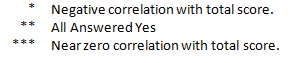 * Negative correlation with total score.
** All Answered Yes
*** Near zero correlation with total score.